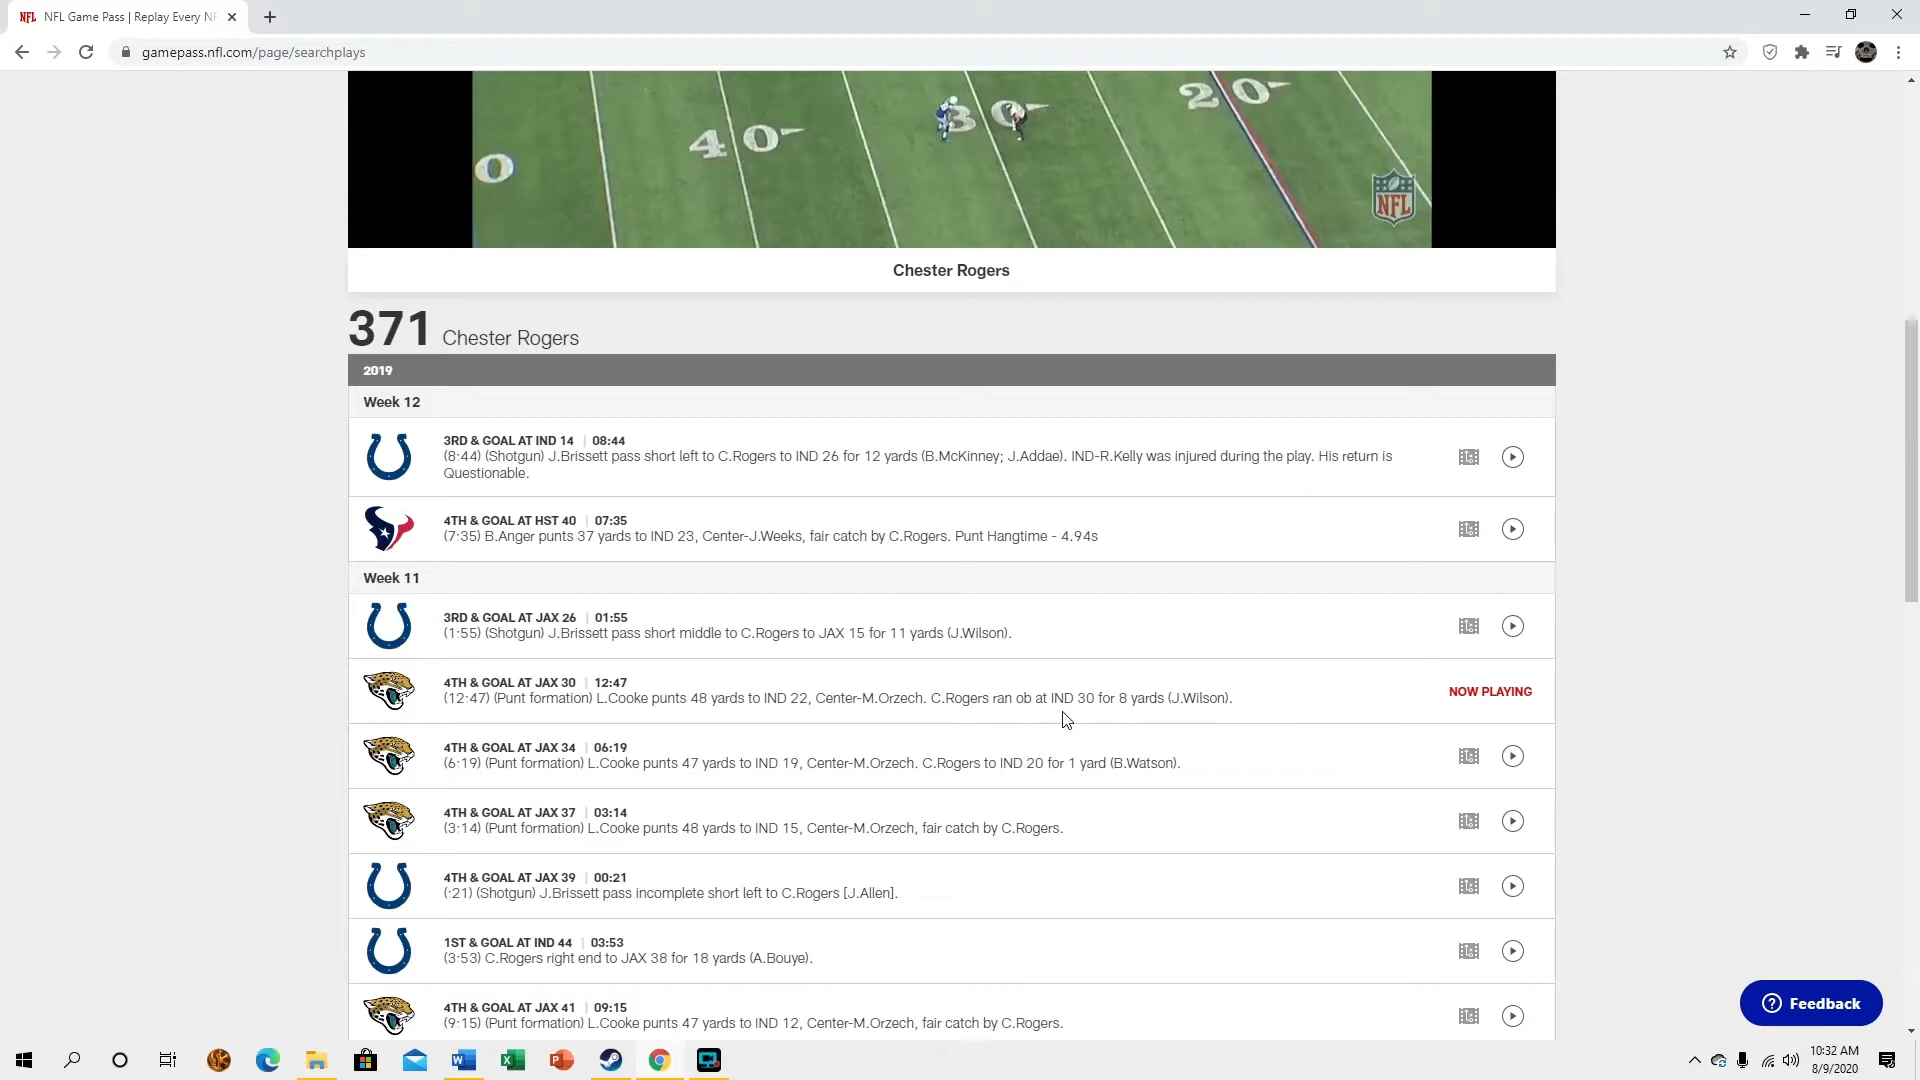 NFL NFL Game Pass | Replay Every NF
gamepass.nfl.com/page/searchplays
0 40 30 20
NFL
Chester Rogers
371 Chester Rogers
2019
Week 12
3RD & GOAL AT IND 14 | 08:44
(8:44) (Shotgun) J.Brissett pass short left to C.Rogers to IND 26 for 12 yards (B.McKinney; J.Addae). IND-R.Kelly was injured during the play. His return is
Questionable.
4TH & GOAL AT HST 40 | 07:35
(7:35) B.Anger punts 37 yards to IND 23, Center-J.Weeks, fair catch by C.Rogers. Punt Hangtime - 4.94s
Week 11
3RD & GOAL AT JAX 26 | 01:55
(1:55) (Shotgun) J.Brissett pass short middle to C.Rogers to JAX 15 for 11 yards (J.Wilson).
4TH & GOAL AT JAX 30 | 12:47
(12:47) (Punt formation) L.Cooke punts 48 yards to IND 22, Center-M.Orzech. C.Rogers ran ob at IND 30 for 8 yards (J.Wilson).
NOW PLAYING
4TH & GOAL AT JAX 34 | 06:19
(6:19) (Punt formation) L.Cooke punts 47 yards to IND 19, Center-M.Orzech. C.Rogers to IND 20 for 1 yard (B.Watson).
4TH & GOAL AT JAX 37 | 03:14
(3:14) (Punt formation) L.Cooke punts 48 yards to IND 15, Center-M.Orzech, fair catch by C.Rogers.
4TH & GOAL AT JAX 39 | 00:21
(:21) (Shotgun) J.Brissett pass incomplete short left to C.Rogers [J.Allen].
1ST & GOAL AT IND 44 | 03:53
(3:53) C.Rogers right end to JAX 38 for 18 yards (A.Bouye).
4TH & GOAL AT JAX 41 | 09:15
(9:15) (Punt formation) L.Cooke punts 47 yards to IND 12, Center-M.Orzech, fair catch by C.Rogers.
Feedback
10:32 AM
8/9/2020